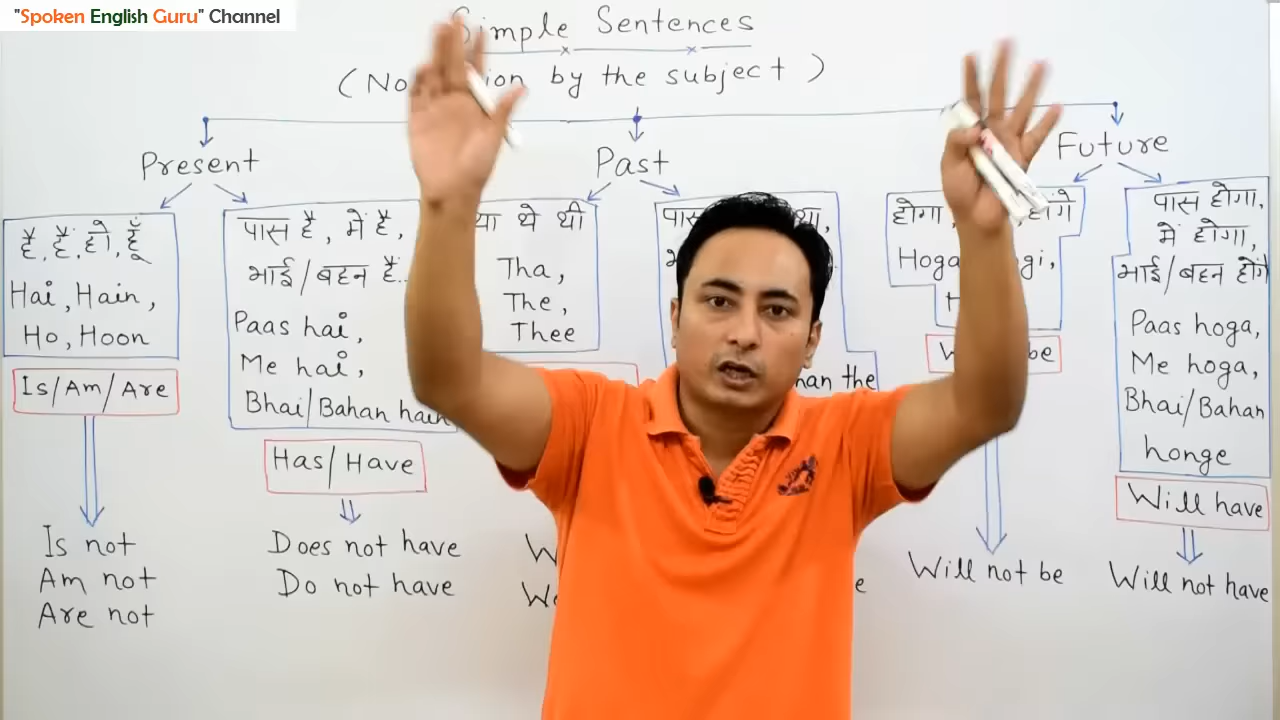 "Spoken English Guru" Channel
Simple Sentences
(No by the subject)
Present
Past
Future
हैं, हैं, हो, हूँ
Hai, Hain,
Ho, Hoon
Is/Am/Are
Is not
Am not
Are not
पास है, में है,
भाई/बहन हैं..
Paas hai,
Me hai,
Bhai/Bahan hain
Has/Have
Does not have
Do not have
था थे थी
Tha,
The,
Thee
पास था,
the
होगा होंगे
Hoga
be
Will not be
पास होगा,
में होगा,
भाई/बहन होंगे
Paas hoga,
Me hoga,
Bhai/Bahan
honge
Will have
Will not have